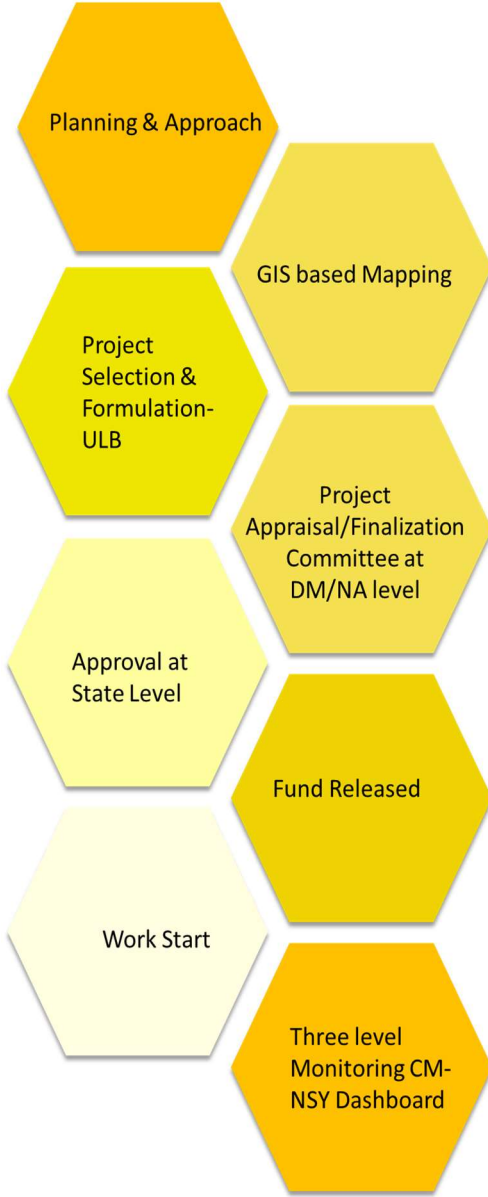 Planning & Approach
GIS based Mapping
Project
Selection &
Formulation-
ULB
Project
Appraisal/Finalization
Committee at
DM/NA level
Approval at
State Level
Fund Released
Work Start
Three level
Monitoring CM-
NSY Dashboard